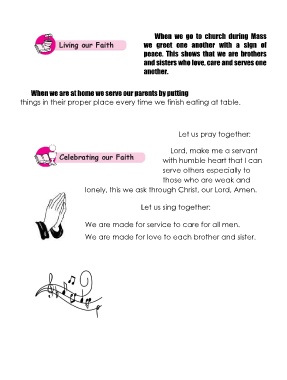 Living our Faith
When we go to church during Mass
we greet one another with a sign of
peace. This shows that we are brothers
and sisters who love, care and serves one
another.
When we are at home we serve our parents by putting
things in their proper place every time we finish eating at table.
Let us pray together:
Celebrating our Faith
Lord, make me a servant
with humble heart that I can
serve others especially to
those who are weak and
lonely, this we ask through Christ, our Lord, Amen.
Let us sing together:
We are made for service to care for all men.
We are made for love to each brother and sister.